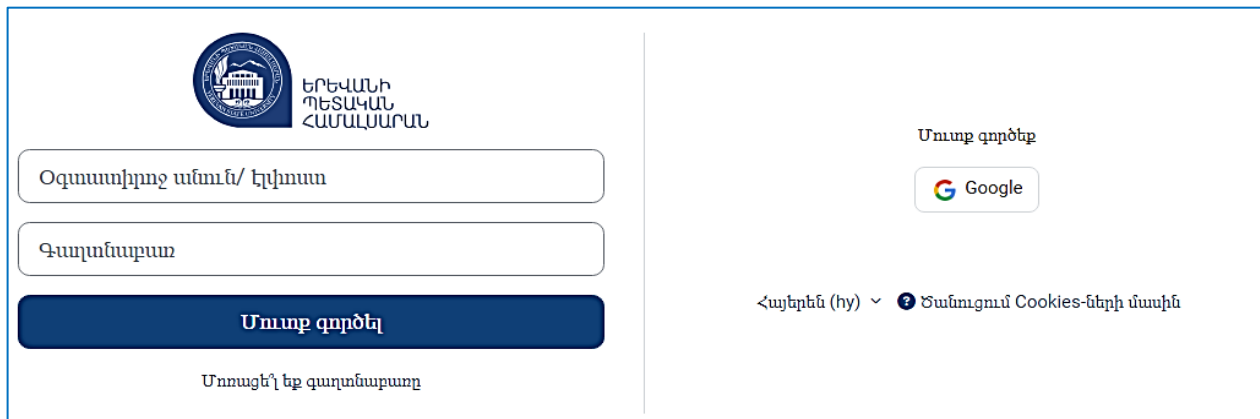 ԵՐԵՎԱՆԻ
ՊԵՏԱԿԱՆ
ՀԱՄԱԼՍԱՐԱՆ
Օգտատիրոջ անուն/ Էլփոստ
Գաղտնաբառ
Մուտք գործել
Մոռացե՞լ եք գաղտնաբառը
Մուտք գործեք
Google
Հայերեն (hy) ? Ծանուցում Cookies-ների մասին